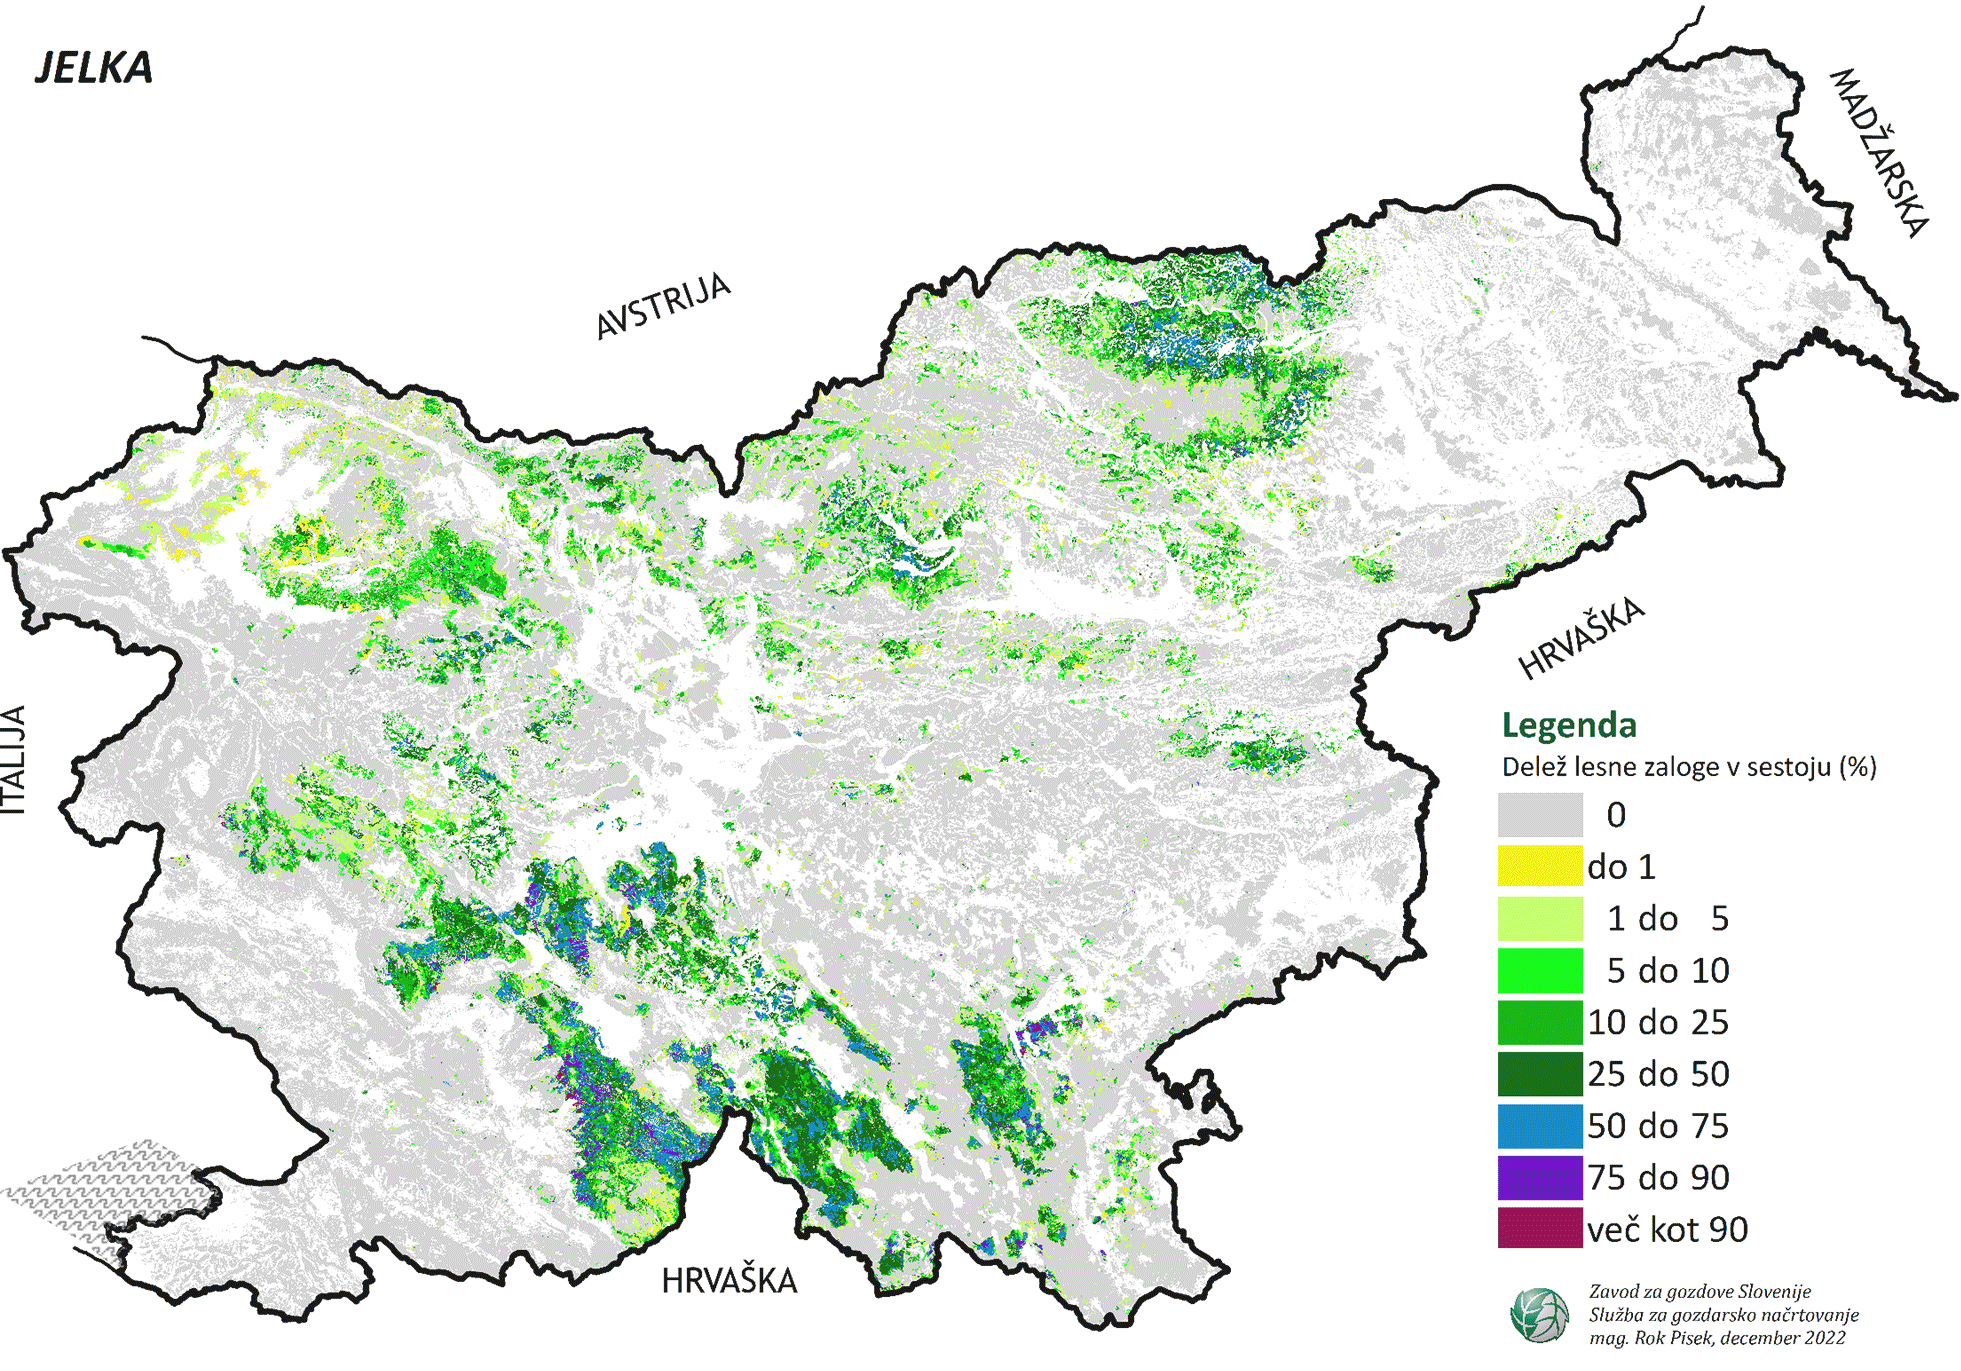 JELKA
MADŽARSKA
AVSTRIJA
HRVAŠKA
ITALIJA
Legenda
Delež lesne zaloge v sestoju (%)
0
do 1
1 do 5
5 do 10
10 do 25
25 do 50
50 do 75
75 do 90
več kot 90
HRVAŠKA
Zavod za gozdove Slovenije
Služba za gozdarsko načrtovanje
mag. Rok Pisek, december 2022